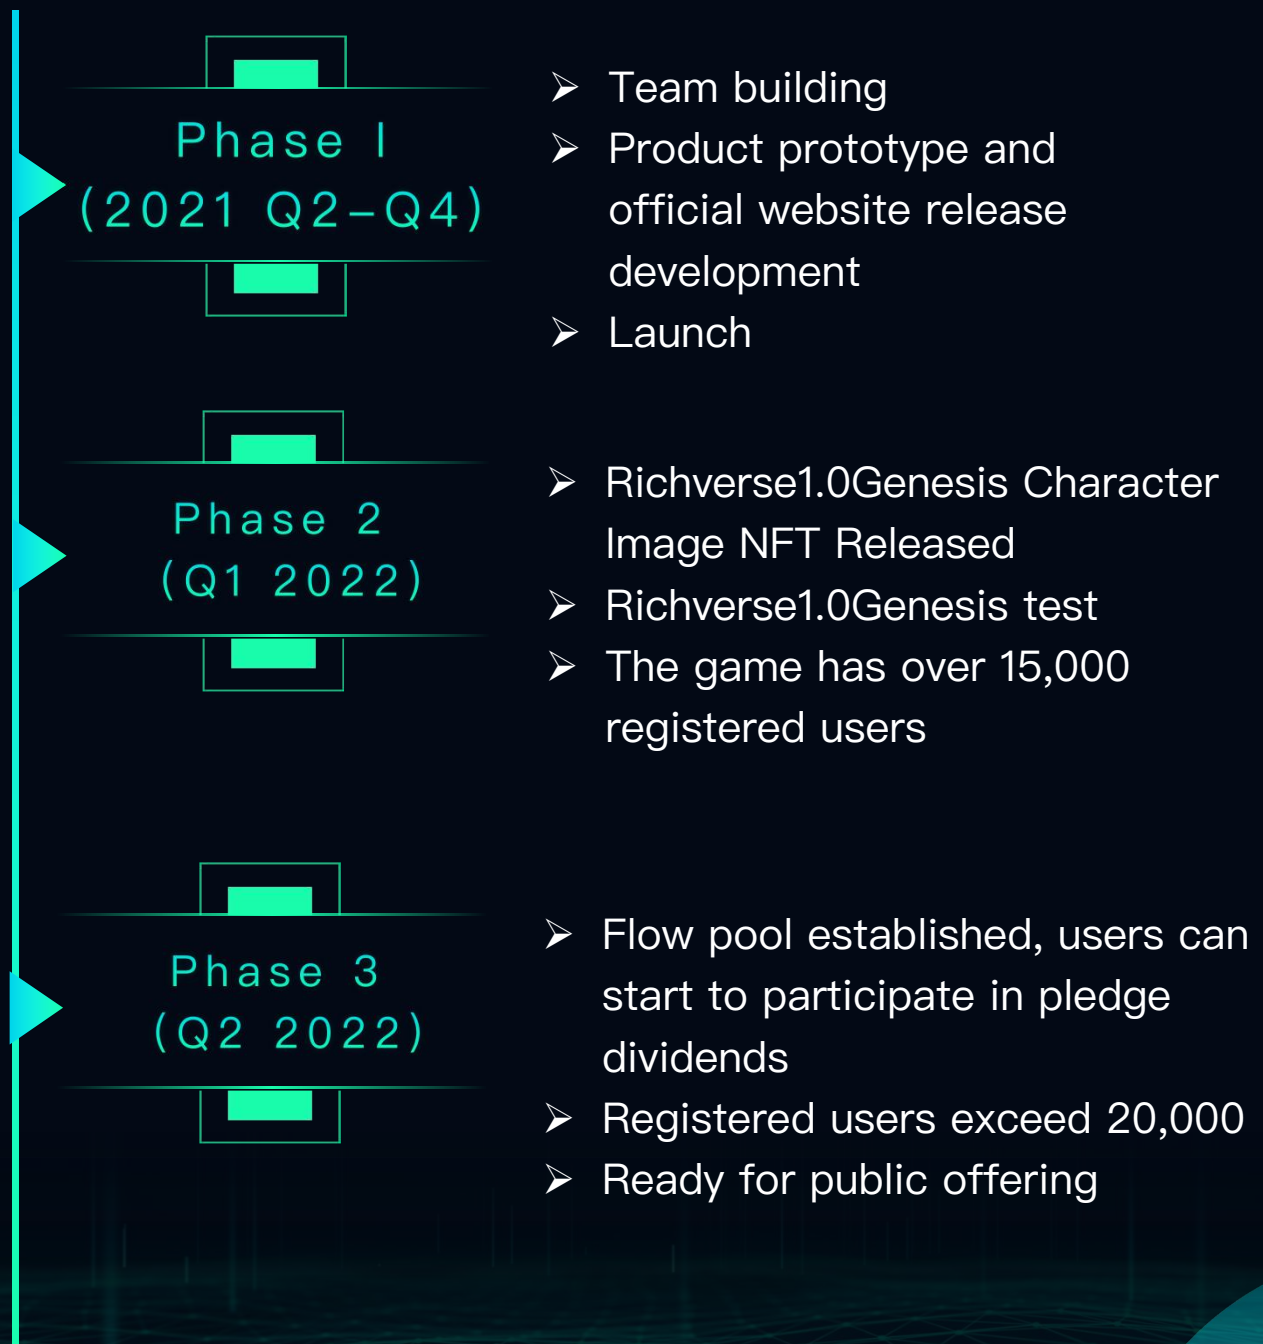 Phase I
(2021 Q2-Q4)
➢ Team building
➢ Product prototype and
official website release
development
➢ Launch
Phase 2
(Q1 2022)
➢ Richverse1.0Genesis Character
Image NFT Released
➢ Richverse1.0Genesis test
➢ The game has over 15,000
registered users
Phase 3
(Q2 2022)
➢ Flow pool established, users can
start to participate in pledge
dividends
➢ Registered users exceed 20,000
➢ Ready for public offering